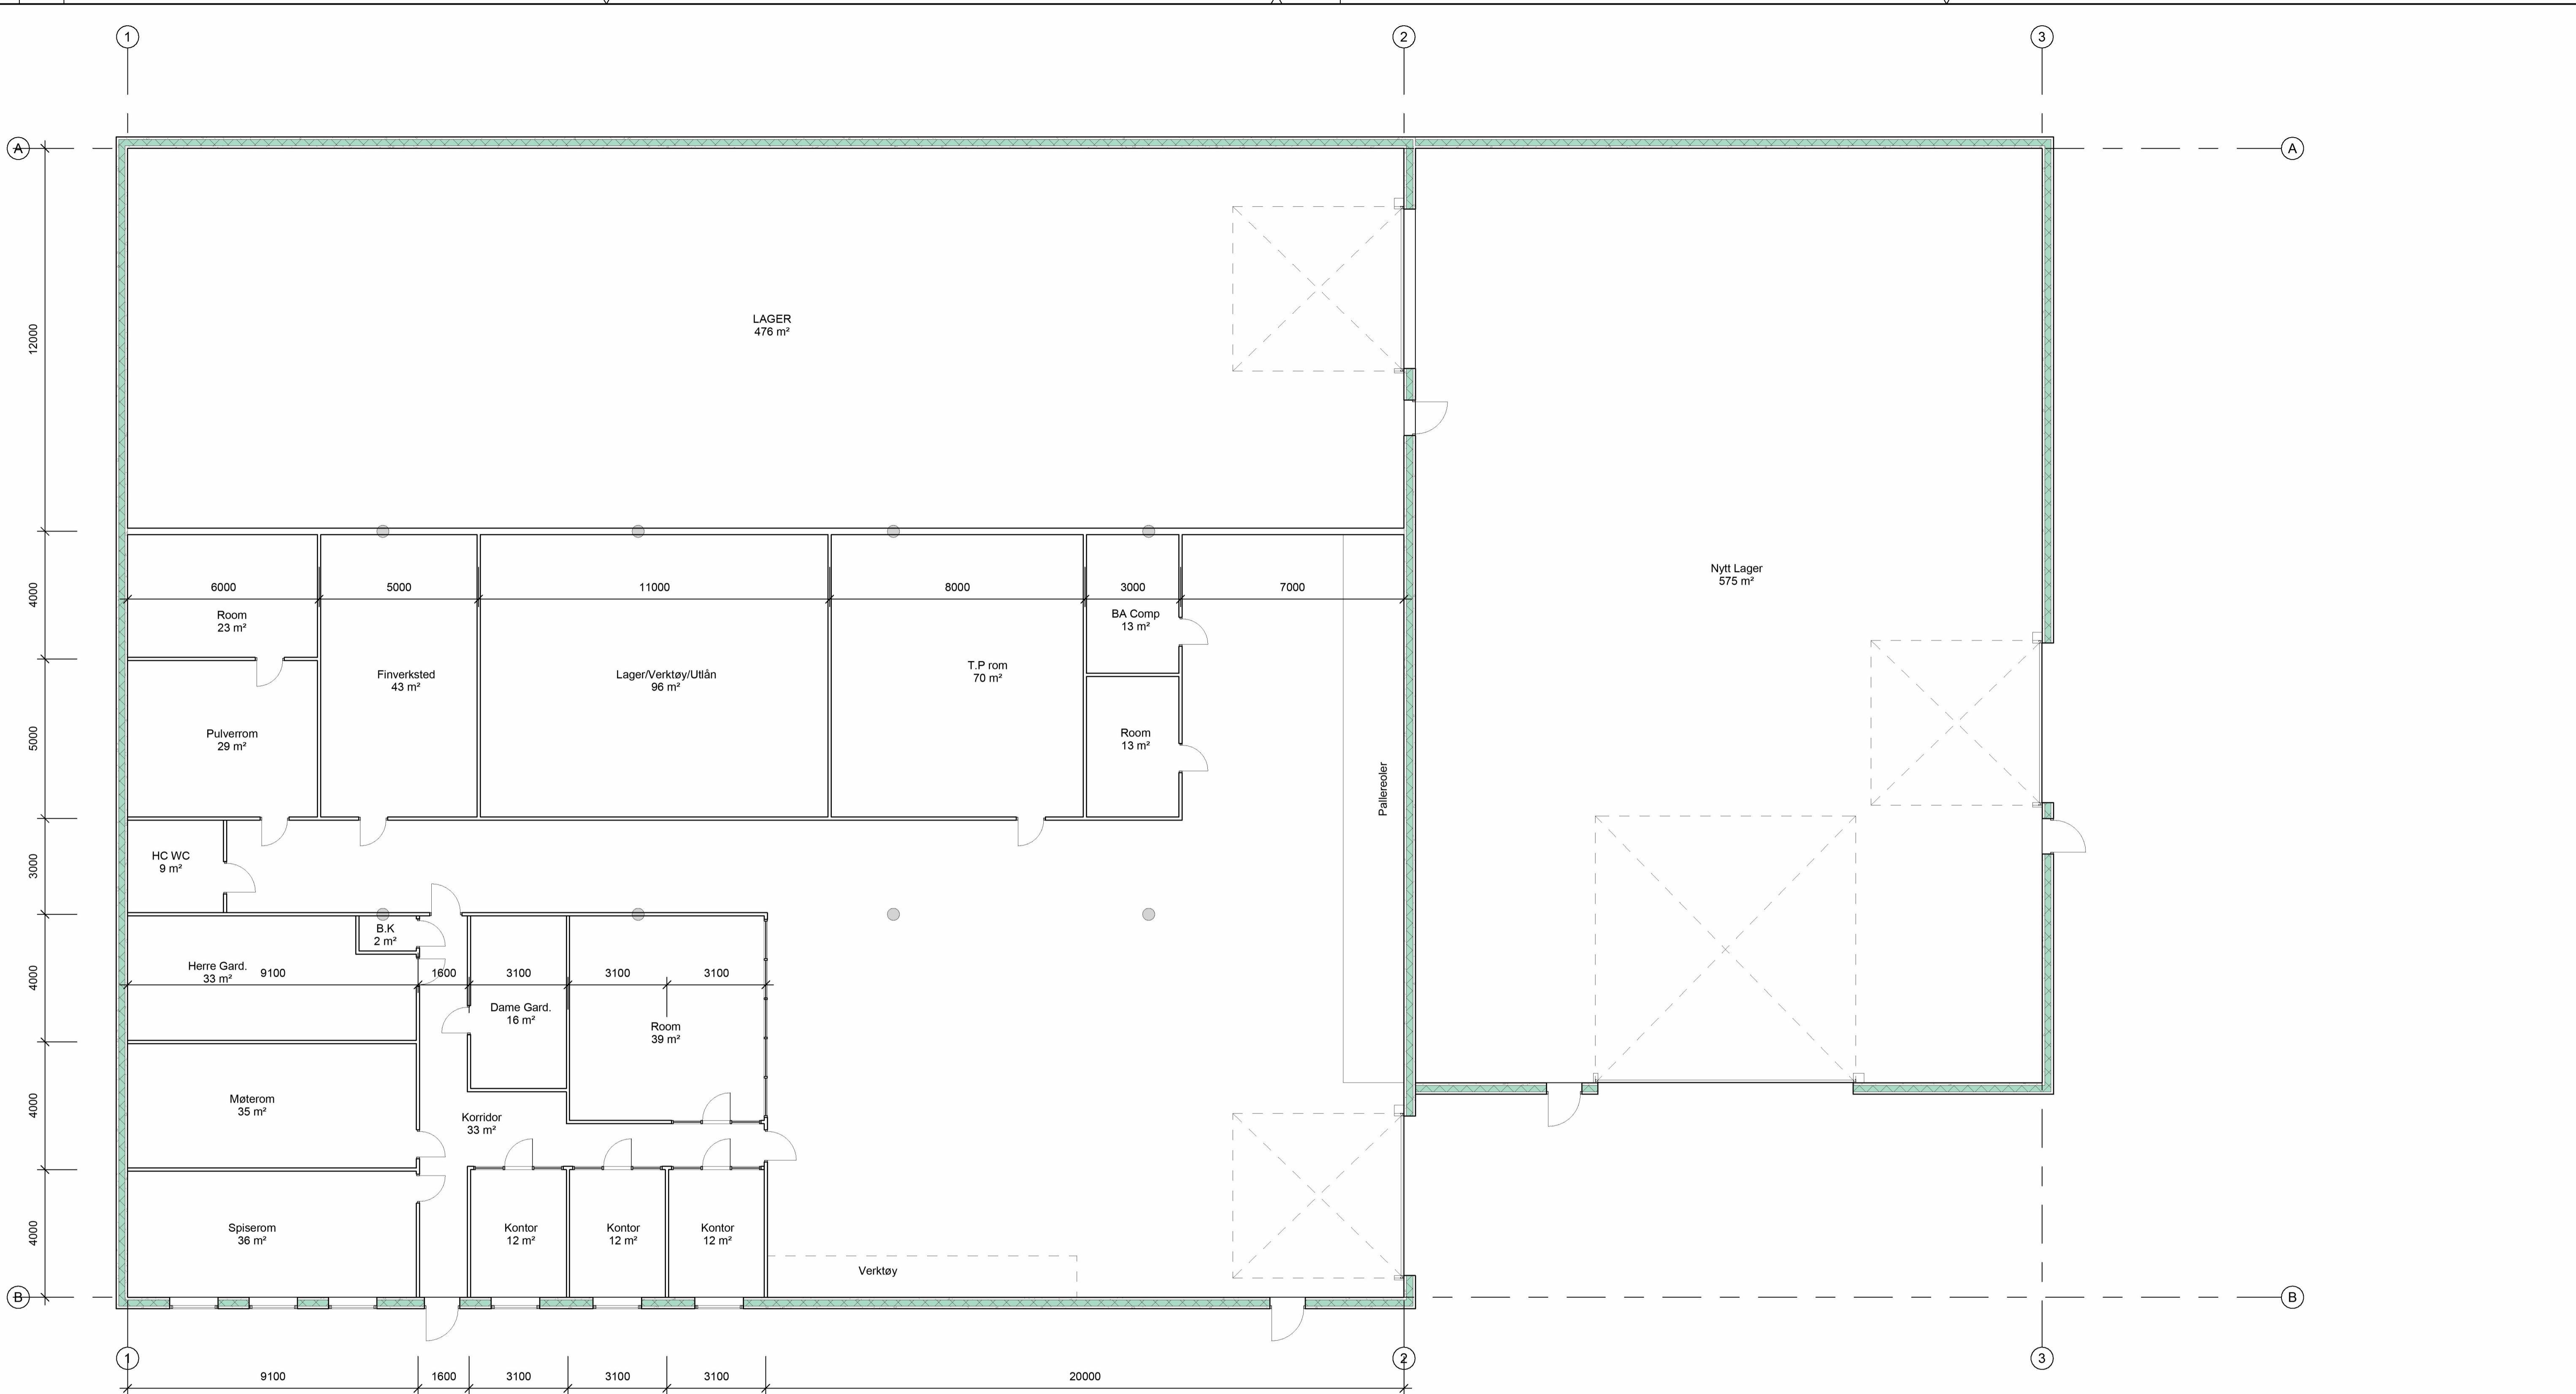 1
2
3
A
A
12000
LAGER
476 m²
Nytt Lager
575 m²
4000
6000
5000
11000
8000
3000
7000
Room
23 m²
BA Comp
13 m²
Finverksted
43 m²
Lager/Verktøy/Utlån
96 m²
T.P rom
70 m²
5000
Pulverrom
29 m²
Room
13 m²
Pallereoler
3000
HC WC
9 m²
B.K
2 m²
4000
Herre Gard.
33 m²
9100
1600
3100
3100
3100
Dame Gard.
16 m²
Room
39 m²
4000
Møterom
35 m²
Korridor
33 m²
4000
Spiserom
36 m²
Kontor
12 m²
Kontor
12 m²
Kontor
12 m²
Verktøy
B
B
1
2
3
9100
1600
3100
3100
3100
20000